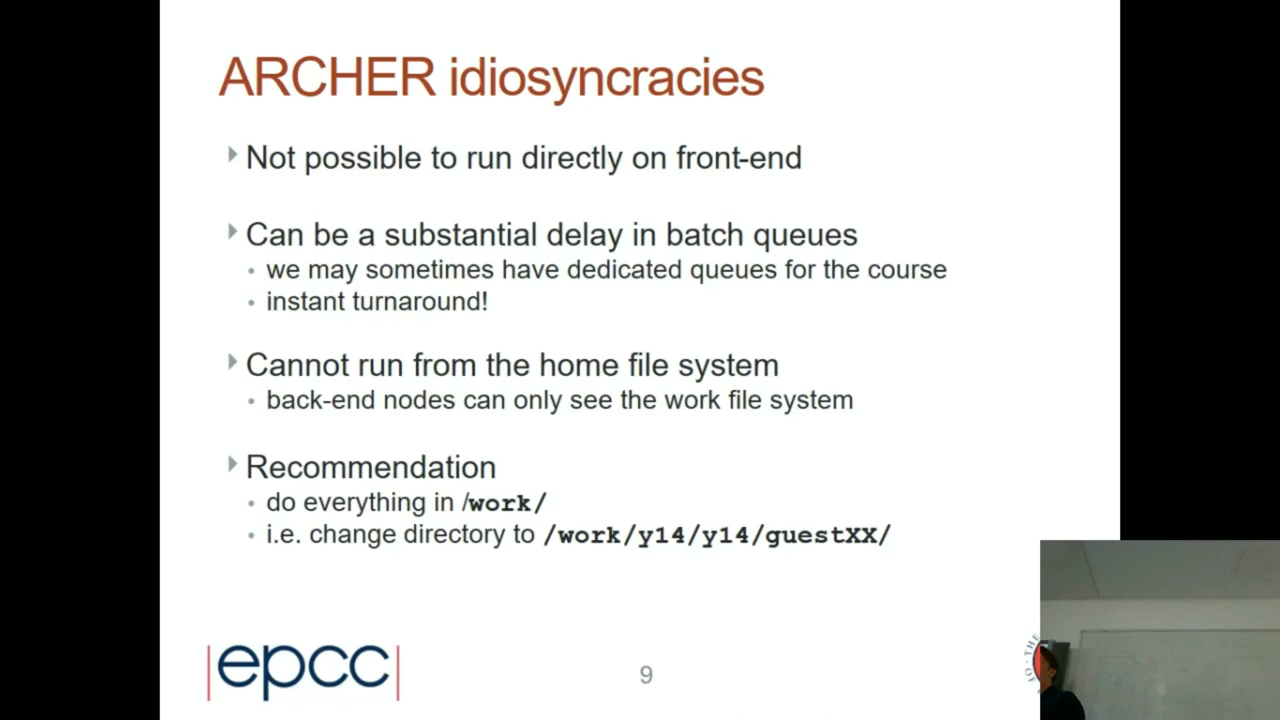 ARCHER idiosyncracies
Not possible to run directly on front-end
Can be a substantial delay in batch queues
we may sometimes have dedicated queues for the course
instant turnaround!
Cannot run from the home file system
back-end nodes can only see the work file system
Recommendation
do everything in /work/
i.e. change directory to /work/y14/y14/guestXX/
epcc
9